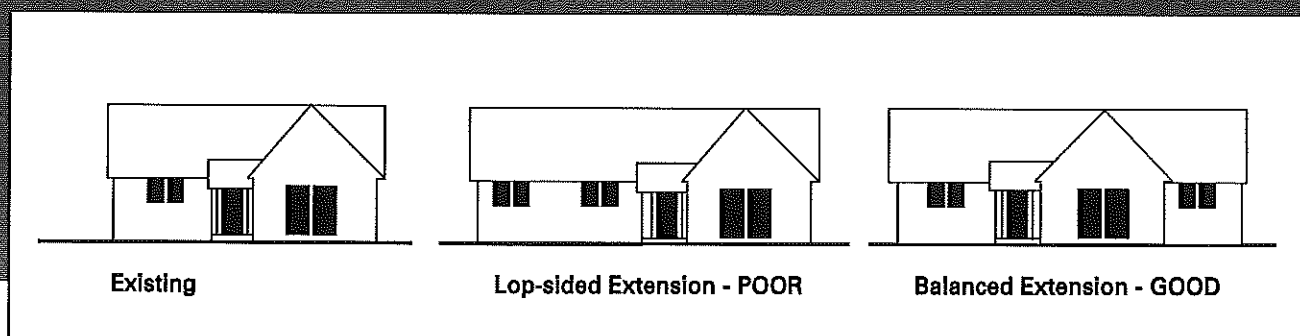 Existing
Lop-sided Extension - POOR
Balanced Extension - GOOD